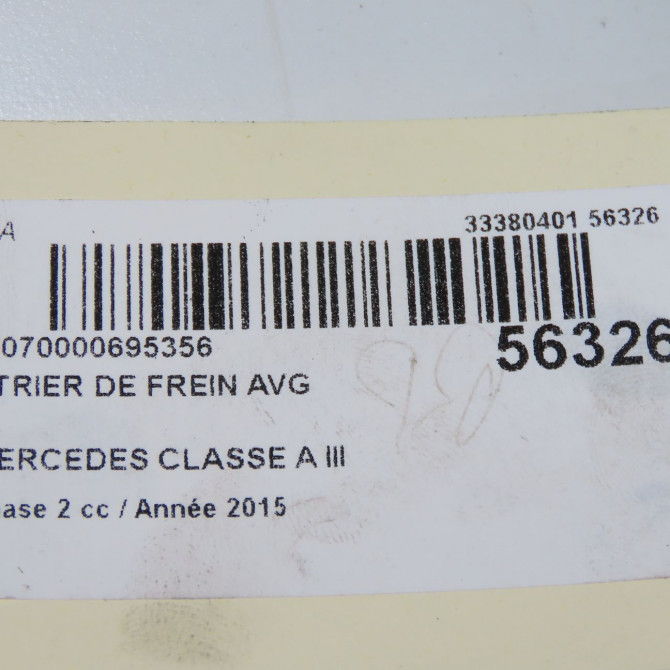 A
33380401 56326
070000695356
56326
TRIER DE FREIN AVG
ERCEDES CLASSE A III
ase 2 cc / Année 2015